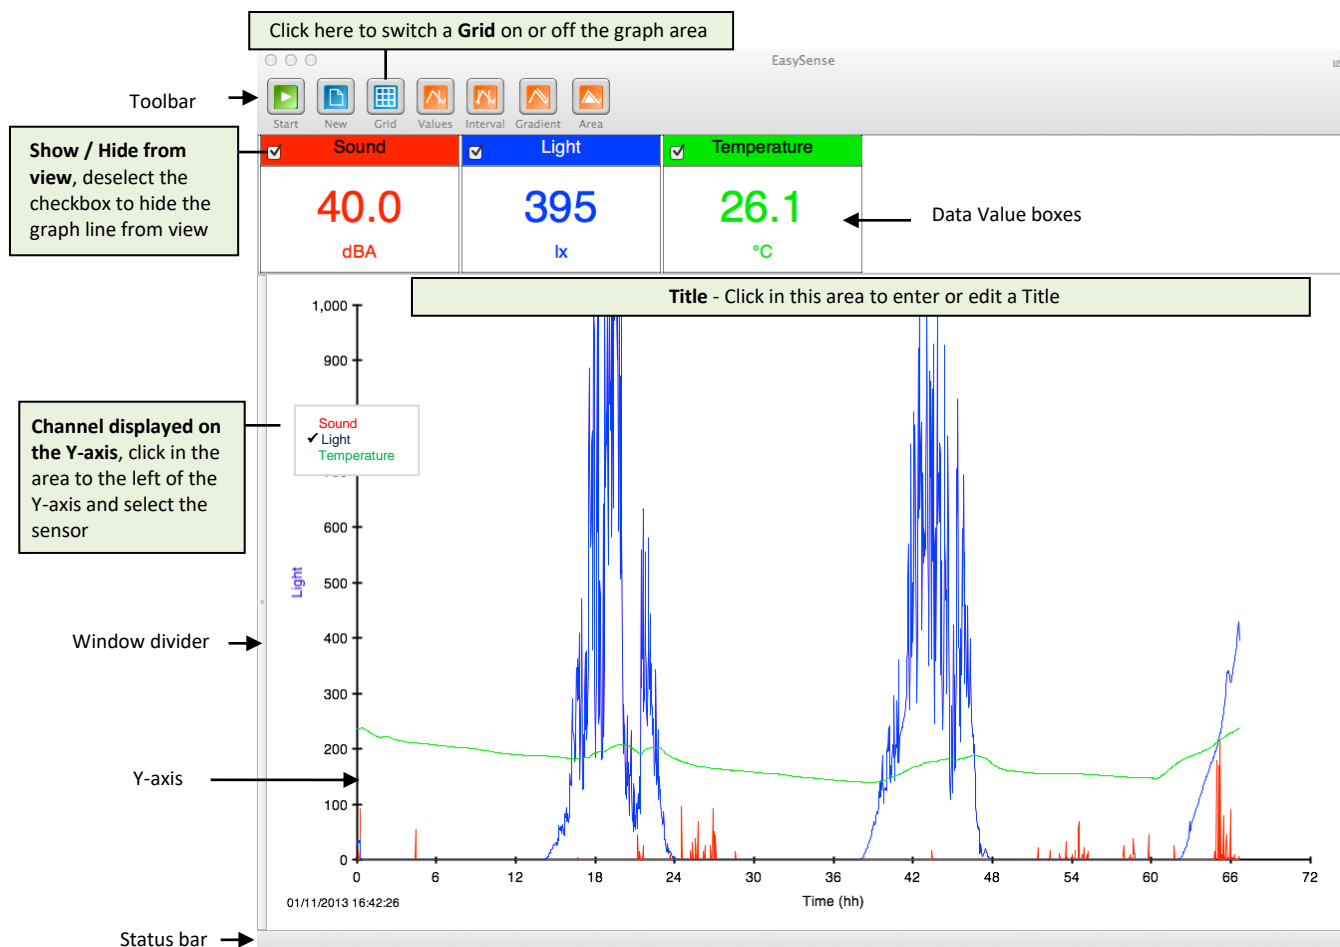 Click here to switch a Grid on or off the graph area
EasySense
Toolbar
Start
New
Grid
Values
Interval
Gradient
Area
Show / Hide from
view, deselect the
checkbox to hide the
graph line from view
Sound
Light
Temperature
40.0
395
26.1
dBA
lx
°C
Data Value boxes
Title - Click in this area to enter or edit a Title
1,000
900
Channel displayed on
the Y-axis, click in the
area to the left of the
Y-axis and select the
sensor
Sound
✓ Light
Temperature
600
500
400
300
200
100
0
Light
Window divider
Y-axis
0
6
12
18
24
30
36
42
48
54
60
66
72
01/11/2013 16:42:26
Time (hh)
Status bar